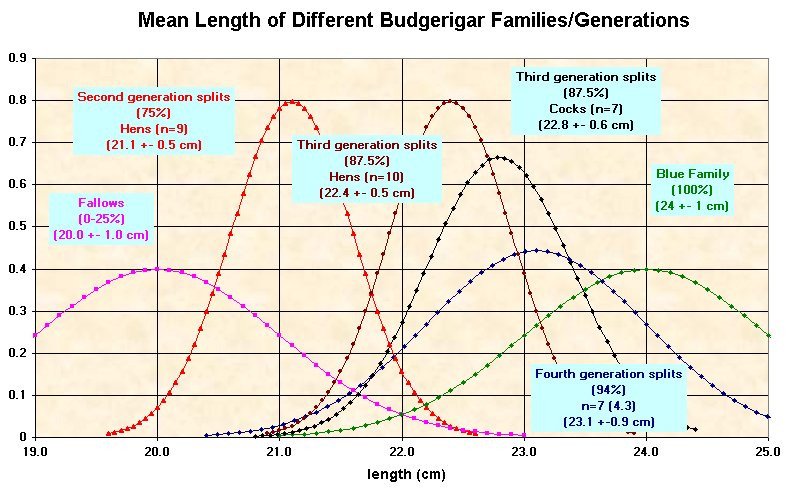 Mean Length of Different Budgerigar Families/Generations
0.9
0.8
0.7
0.6
0.5
0.4
0.3
0.2
0.1
0
Second generation splits
(75%)
Hens (n=9)
(21.1 +- 0.5 cm)
Third generation splits
(87.5%)
Hens (n=10)
(22.4 +- 0.5 cm)
Third generation splits
(87.5%)
Cocks (n=7)
(22.8 +- 0.6 cm)
Blue Family
(100%)
(24 +- 1 cm)
Fallows
(0-25%)
(20.0 +- 1.0 cm)
Fourth generation splits
(94%)
n=7 (4.3)
(23.1 +-0.9 cm)
19.0 20.0 21.0 22.0 23.0 24.0 25.0
length (cm)